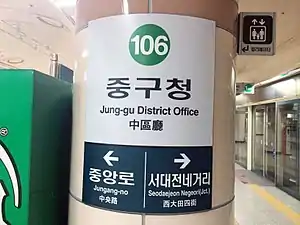 106
중구청
Jung-gu District Office
中區廳
← →
중앙로
Jungang-no
中央路
서대전네거리
Seodaejeon Negeori(Jct.)
西大田四街